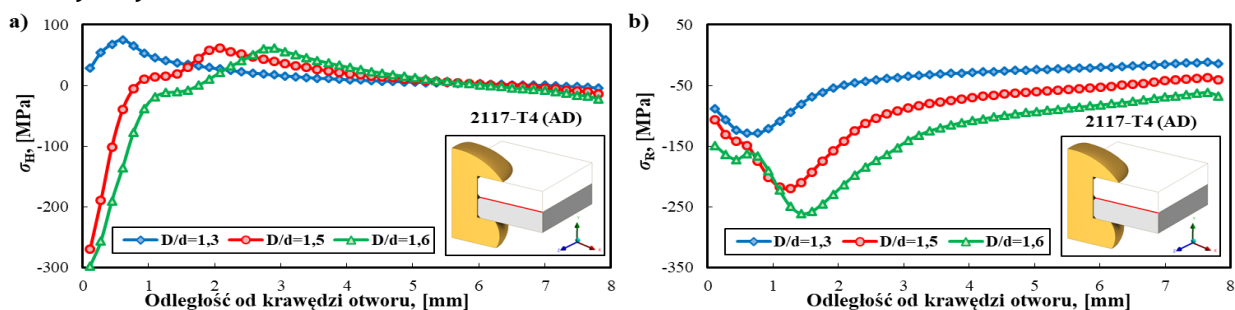 a)
100
0
-100
-200
-300
σH, [MPa]
2117-T4 (AD)
D/d=1,3 D/d=1,5 D/d=1,6
0 1 2 3 4 5 6 7 8
Odległość od krawędzi otworu, [mm]
b)
-50
-50
-150
-250
-350
σR, [MPa]
2117-T4 (AD)
D/d=1,3 D/d=1,5 D/d=1,6
0 1 2 3 4 5 6 7 8
Odległość od krawędzi otworu, [mm]